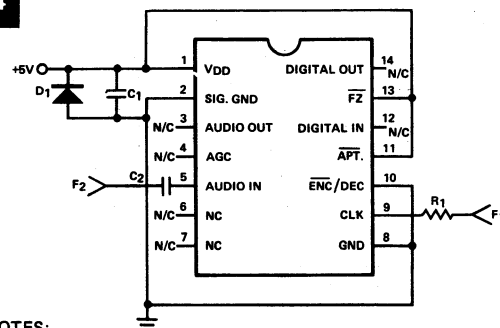 +5V
D1
C1
1 VDD
2 SIG. GND
N/C 3 AUDIO OUT
N/C 4 AGC
F2 C2 5 AUDIO IN
N/C 6 NC
N/C 7 NC
DIGITAL OUT 14 N/C
FZ 13
DIGITAL IN 12 N/C
APT. 11
ENC/DEC 10
CLK 9 R1 F
GND 8